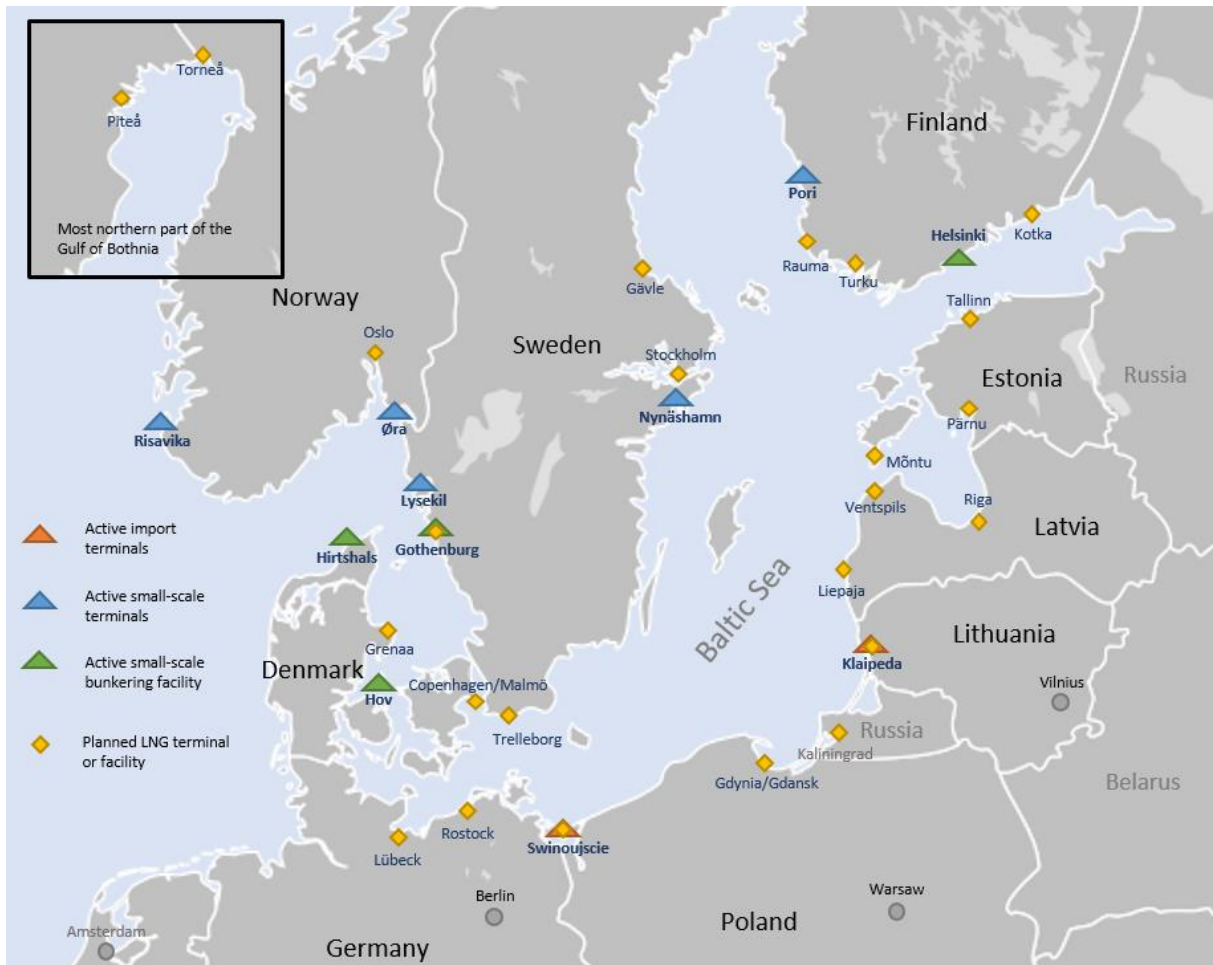 Torneå
Piteå
Most northern part of the
Gulf of Bothnia
Finland
Pori
Helsinki
Kotka
Rauma
Turku
Gävle
Norway
Tallinn
Oslo
Sweden
Stockholm
Estonia
Russia
Nynäshamn
Risavika
Øra
Pärnu
Mõntu
Lysekil
Ventspils
Riga
Latvia
Active import
terminals
Hirtshals
Gothenburg
Liepaja
Baltic Sea
Active small-scale
terminals
Lithuania
Grenaa
Klaipeda
Active small-scale
bunkering facility
Denmark
Hov
Copenhagen/Malmö
Vilnius
Trelleborg
Russia
Kaliningrad
Planned LNG terminal
or facility
Gdynia/Gdansk
Belarus
Rostock
Lübeck
Swinoujscie
Berlin
Warsaw
Poland
Amsterdam
Germany